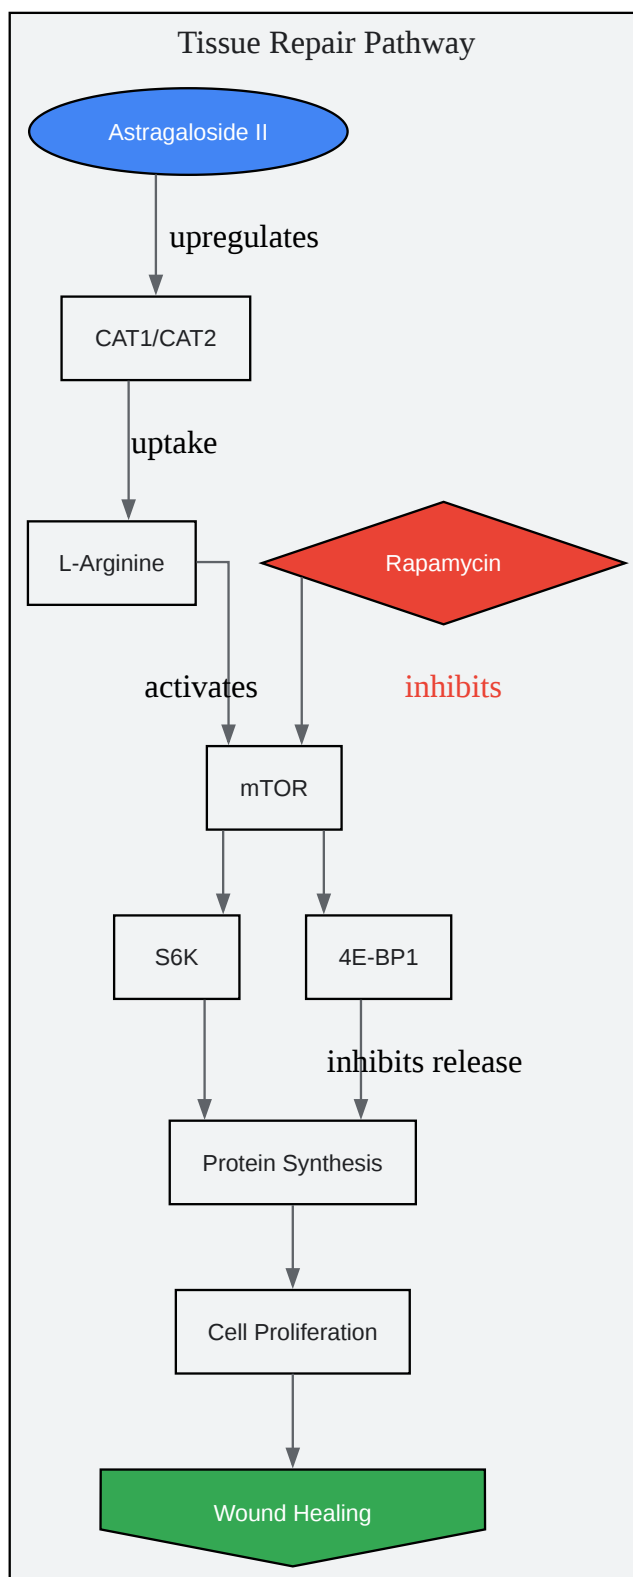 Tissue Repair Pathway
Astragaloside II
upregulates
CAT1/CAT2
uptake
L-Arginine
Rapamycin
activates
inhibits
mTOR
S6K
4E-BP1
inhibits release
Protein Synthesis
Cell Proliferation
Wound Healing